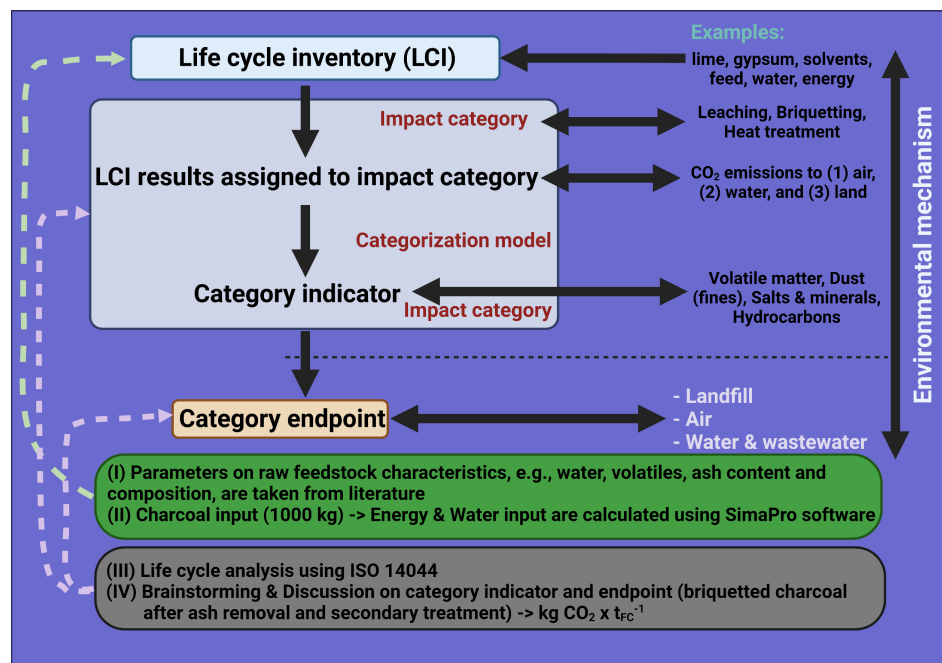 Examples:
Life cycle inventory (LCI)
lime, gypsum, solvents,
feed, water, energy
Impact category
Leaching, Briquetting,
Heat treatment
LCI results assigned to impact category
CO₂ emissions to (1) air,
(2) water, and (3) land
Categorization model
Category indicator
Impact category
Volatile matter, Dust
(fines), Salts & minerals,
Hydrocarbons
Environmental mechanism
Category endpoint
- Landfill
- Air
- Water & wastewater
(I) Parameters on raw feedstock characteristics, e.g., water, volatiles, ash content and
composition, are taken from literature
(II) Charcoal input (1000 kg) -> Energy & Water input are calculated using SimaPro software
(III) Life cycle analysis using ISO 14044
(IV) Brainstorming & Discussion on category indicator and endpoint (briquetted charcoal
after ash removal and secondary treatment) -> kg CO₂ x t_FC⁻¹